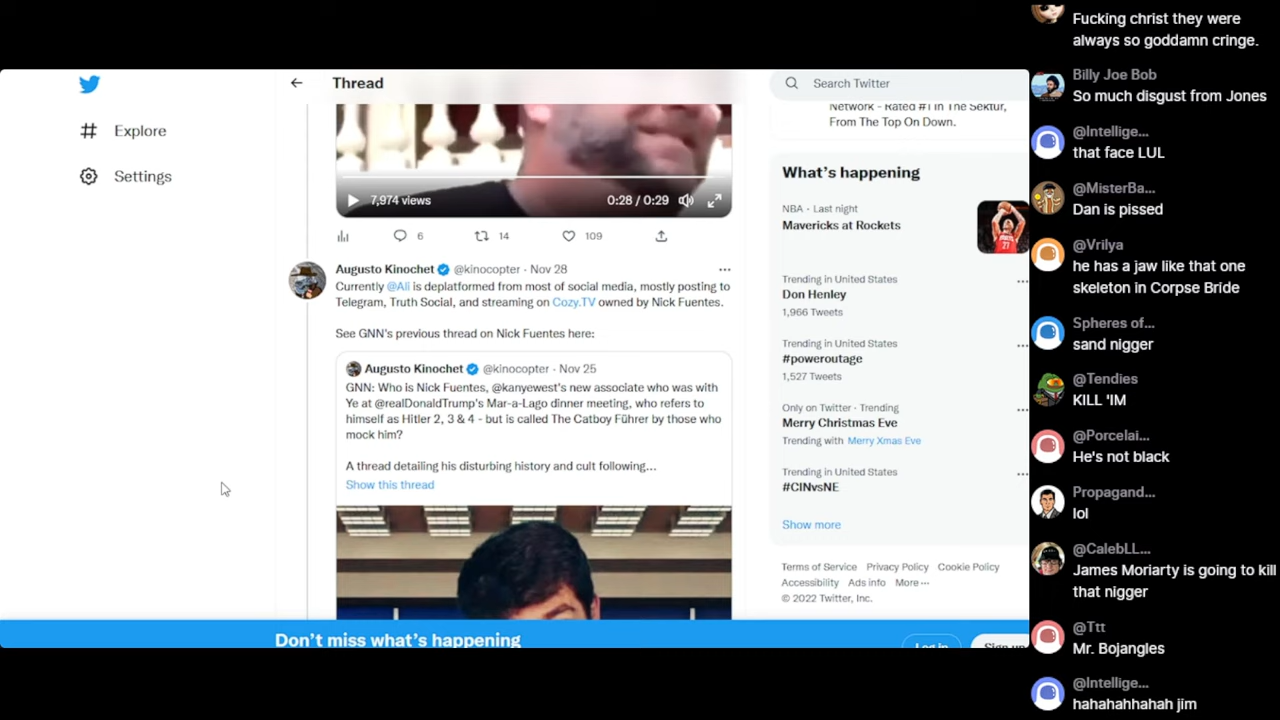 Explore
Settings
Thread
7,974 views
0:28 / 0:29
6
14
109
Augusto Kinochet @kinocopter · Nov 28
Currently @Ali is deplatformed from most of social media, mostly posting to
Telegram, Truth Social, and streaming on Cozy.TV owned by Nick Fuentes.
See GNN's previous thread on Nick Fuentes here:
Augusto Kinochet @kinocopter · Nov 25
GNN: Who is Nick Fuentes, @kanyewest's new associate who was with
Ye at @realDonaldTrump's Mar-a-Lago dinner meeting, who refers to
himself as Hitler 2, 3 & 4 - but is called The Catboy Führer by those who
mock him?
A thread detailing his disturbing history and cult following...
Show this thread
Don't miss what's happening
Log in
Sign up
Search Twitter
Network - Rated #1 In The Sektur,
From The Top On Down.
What's happening
NBA · Last night
Mavericks at Rockets
Trending in United States
Don Henley
1,966 Tweets
Trending in United States
#poweroutage
1,527 Tweets
Only on Twitter · Trending
Merry Christmas Eve
Trending with Merry Xmas Eve
Trending in United States
#CINvsNE
Show more
Terms of Service Privacy Policy Cookie Policy
Accessibility Ads info More ···
© 2022 Twitter, Inc.
Fucking christ they were
always so goddamn cringe.
Billy Joe Bob
So much disgust from Jones
@Intellige...
that face LUL
@MisterBa...
Dan is pissed
@Vrilya
he has a jaw like that one
skeleton in Corpse Bride
Spheres of...
sand nigger
@Tendies
KILL 'IM
@Porcelai...
He's not black
Propagand...
lol
@CalebLL...
James Moriarty is going to kill
that nigger
@Ttt
Mr. Bojangles
@Intellige...
hahahahhahah jim